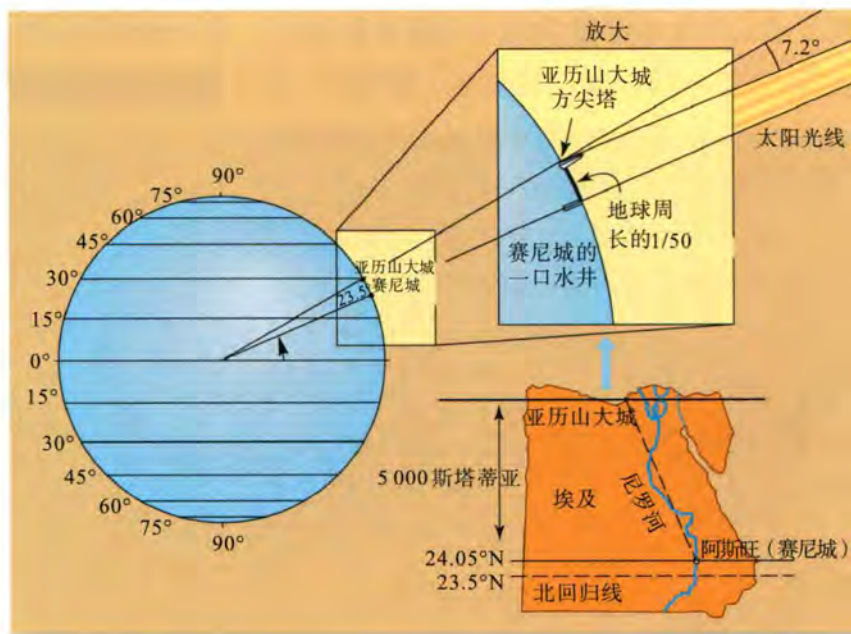 放大
7.2°
亚历山大城
方尖塔
太阳光线
地球周
长的1/50
赛尼城的
一口水井
90°
75°
60°
45°
30°
15°
0°
15°
30°
45°
60°
75°
90°
亚历山大城
赛尼城
23.5°
亚历山大城
5 000斯塔蒂亚
埃及
尼罗河
阿斯旺（赛尼城）
24.05°N
23.5°N
北回归线